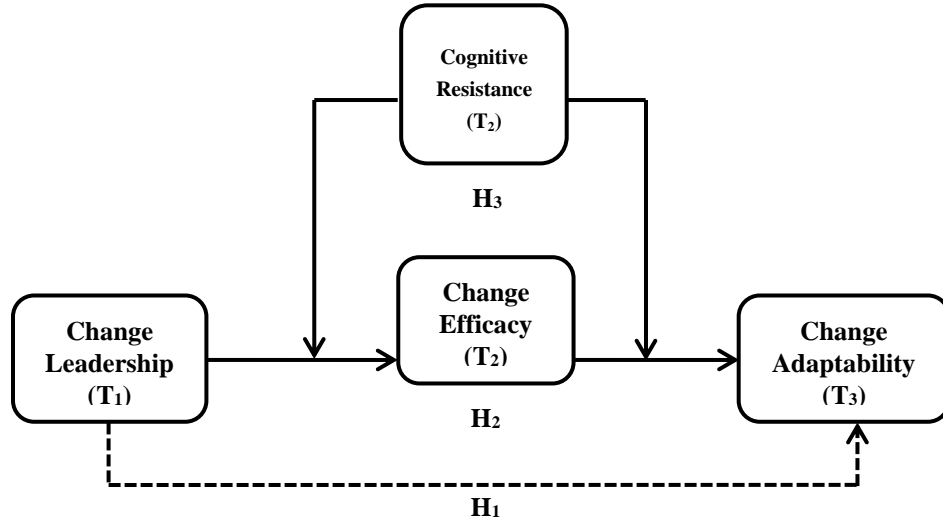 Cognitive
Resistance
(T₂)
H₃
Change
Efficacy
(T₂)
Change
Leadership
(T₁)
Change
Adaptability
(T₃)
H₂
H₁